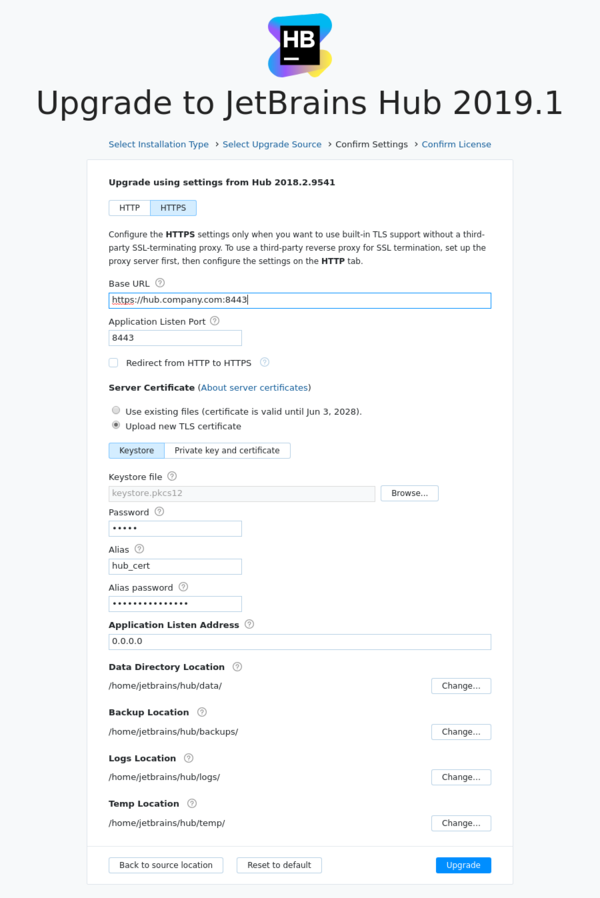 HB
Upgrade to JetBrains Hub 2019.1
Select Installation Type › Select Upgrade Source › Confirm Settings › Confirm License
Upgrade using settings from Hub 2018.2.9541
HTTP HTTPS
Configure the HTTPS settings only when you want to use built-in TLS support without a third-
party SSL-terminating proxy. To use a third-party reverse proxy for SSL termination, set up the
proxy server first, then configure the settings on the HTTP tab.
Base URL ?
https://hub.company.com:8443
Application Listen Port ?
8443
Redirect from HTTP to HTTPS ?
Server Certificate (About server certificates)
Use existing files (certificate is valid until Jun 3, 2028).
Upload new TLS certificate
Keystore Private key and certificate
Keystore file ?
keystore.pkcs12 Browse...
Password ?
•••••
Alias ?
hub_cert
Alias password ?
•••••••••••••••
Application Listen Address ?
0.0.0.0
Data Directory Location ?
/home/jetbrains/hub/data/ Change...
Backup Location ?
/home/jetbrains/hub/backups/ Change...
Logs Location ?
/home/jetbrains/hub/logs/ Change...
Temp Location ?
/home/jetbrains/hub/temp/ Change...
Back to source location Reset to default Upgrade